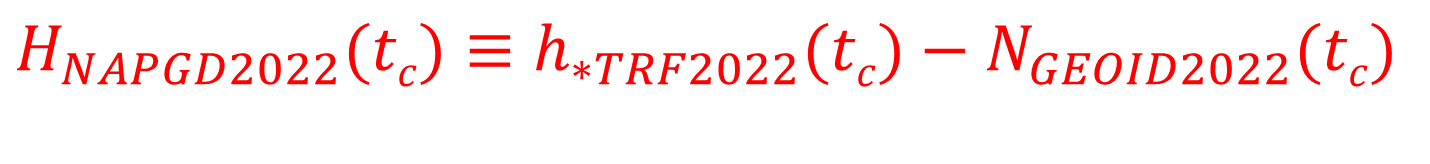 H_{NAPGD2022}(t_c) ≡ h_{*TRF2022}(t_c) − N_{GEOID2022}(t_c)